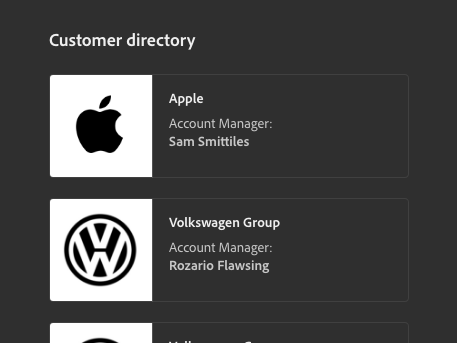 Customer directory
Apple
Account Manager:
Sam Smittiles
Volkswagen Group
Account Manager:
Rozario Flawsing